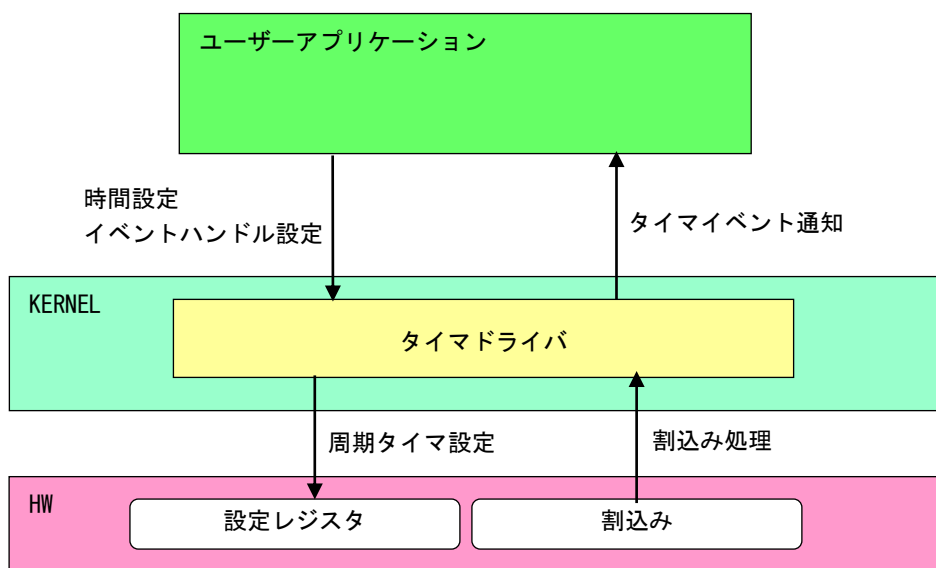 ユーザーアプリケーション
時間設定
イベントハンドル設定
タイマイベント通知
KERNEL
タイマドライバ
周期タイマ設定
割込み処理
HW
設定レジスタ
割込み